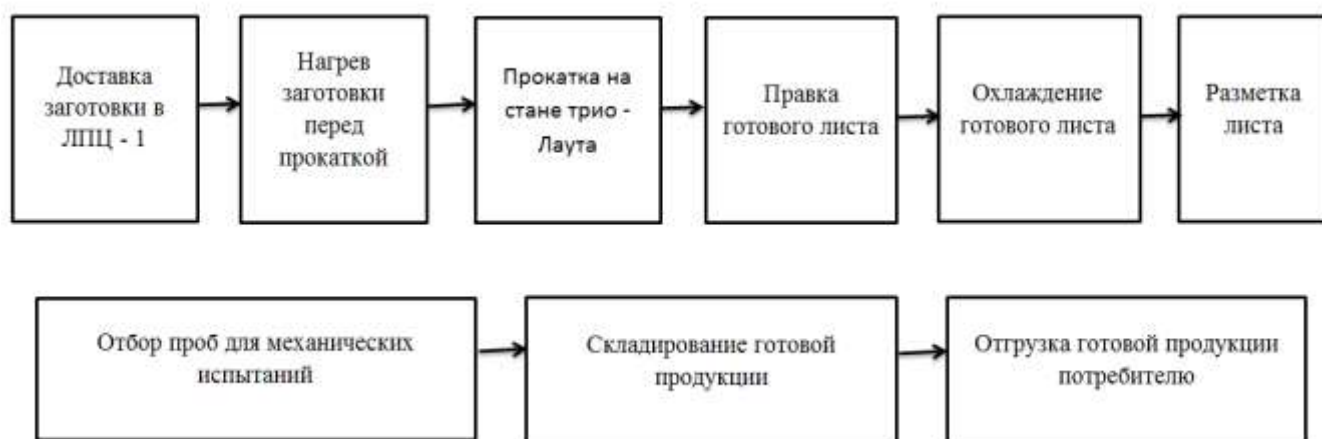 Доставка
заготовки в
ЛПЦ - 1
Нагрев
заготовки
перед
прокаткой
Прокатка на
стане трио -
Лаута
Правка
готового листа
Охлаждение
готового листа
Разметка
листа
Отбор проб для механических
испытаний
Складирование готовой
продукции
Отгрузка готовой продукции
потребителю